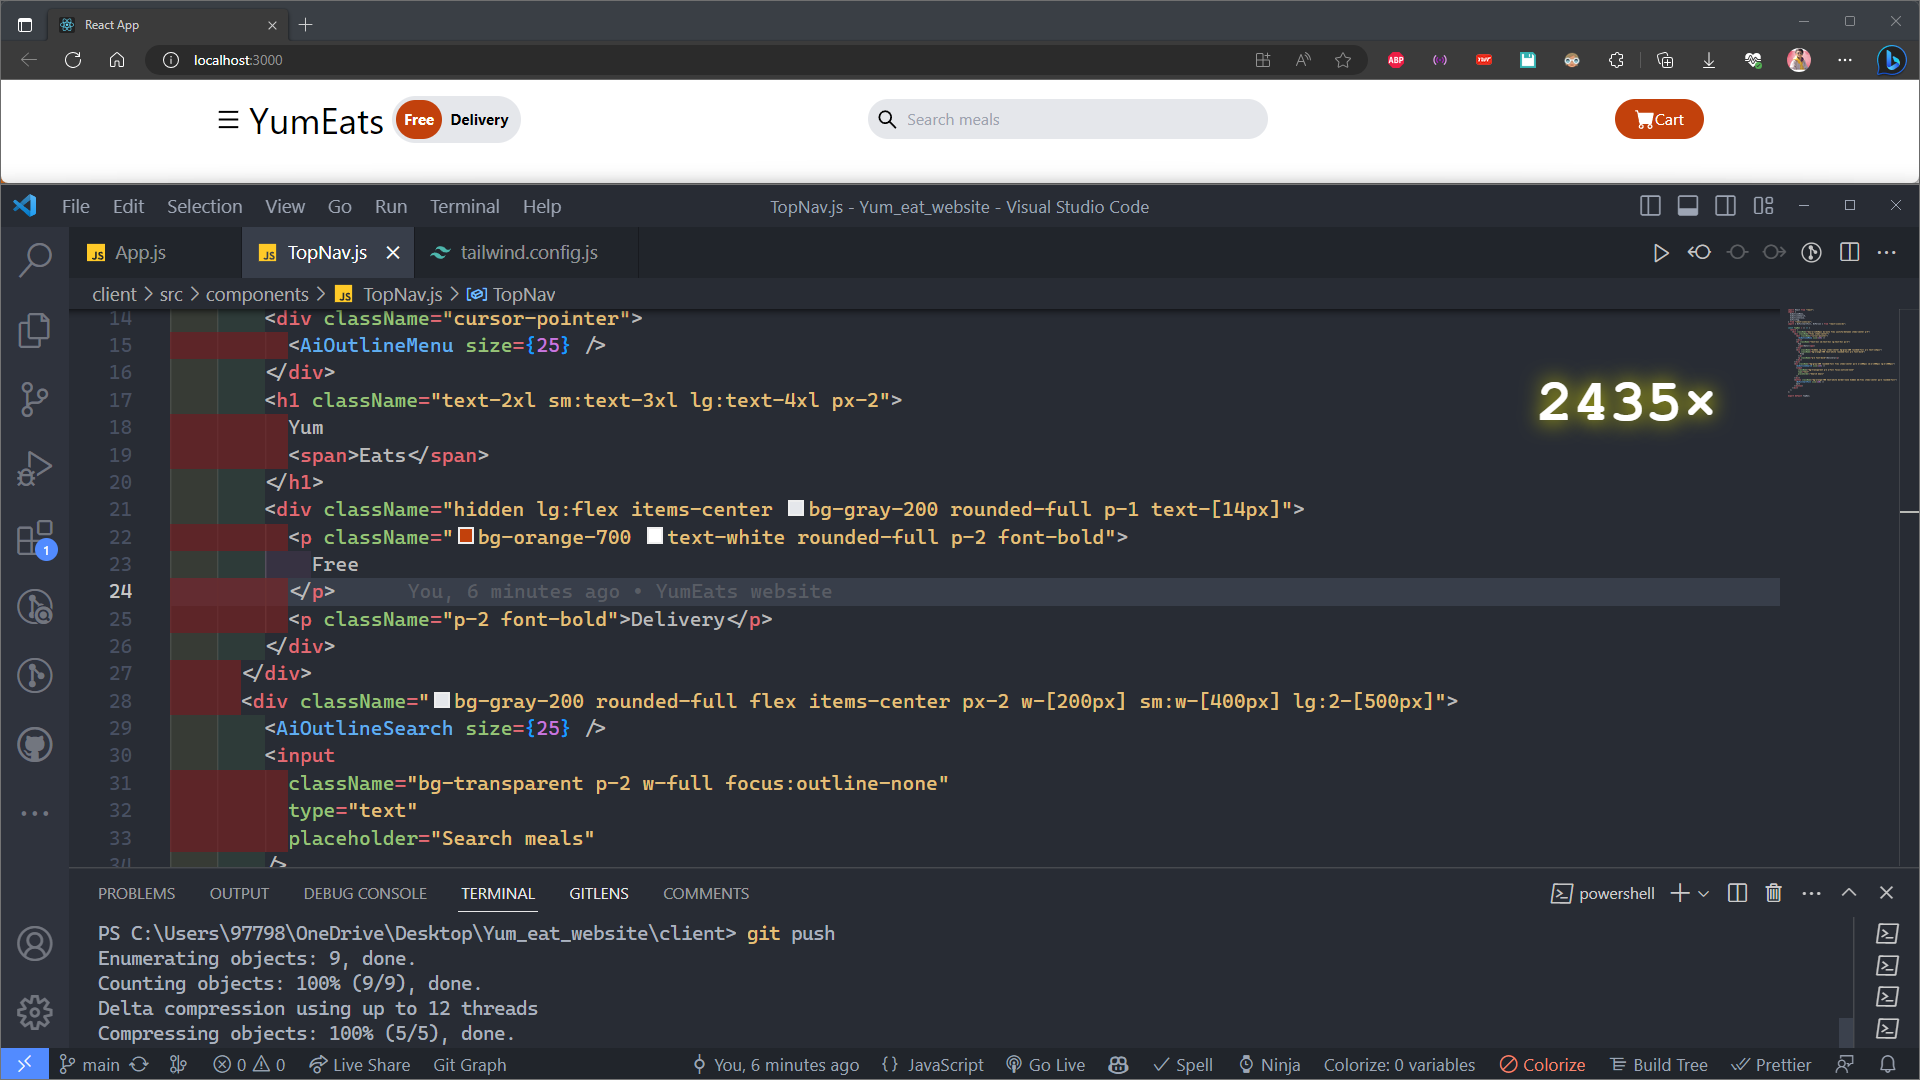 React App
localhost:3000
YumEats Free Delivery Search meals Cart
File Edit Selection View Go Run Terminal Help TopNav.js - Yum_eat_website - Visual Studio Code
App.js TopNav.js tailwind.config.js
client > src > components > TopNav.js > TopNav
14 <div className="cursor-pointer">
15 <AiOutlineMenu size={25} />
16 </div>
17 <h1 className="text-2xl sm:text-3xl lg:text-4xl px-2">
18 Yum
19 <span>Eats</span>
20 </h1>
21 <div className="hidden lg:flex items-center bg-gray-200 rounded-full p-1 text-[14px]">
22 <p className="bg-orange-700 text-white rounded-full p-2 font-bold">
23 Free
24 </p> You, 6 minutes ago • YumEats website
25 <p className="p-2 font-bold">Delivery</p>
26 </div>
27 </div>
28 <div className="bg-gray-200 rounded-full flex items-center px-2 w-[200px] sm:w-[400px] lg:2-[500px]">
29 <AiOutlineSearch size={25} />
30 <input
31 className="bg-transparent p-2 w-full focus:outline-none"
32 type="text"
33 placeholder="Search meals"
34 />
2435×
PROBLEMS OUTPUT DEBUG CONSOLE TERMINAL GITLENS COMMENTS powershell
PS C:\Users\97798\OneDrive\Desktop\Yum_eat_website\client> git push
Enumerating objects: 9, done.
Counting objects: 100% (9/9), done.
Delta compression using up to 12 threads
Compressing objects: 100% (5/5), done.
main 0 0 Live Share Git Graph You, 6 minutes ago {} JavaScript Go Live Spell Ninja Colorize: 0 variables Colorize Build Tree Prettier